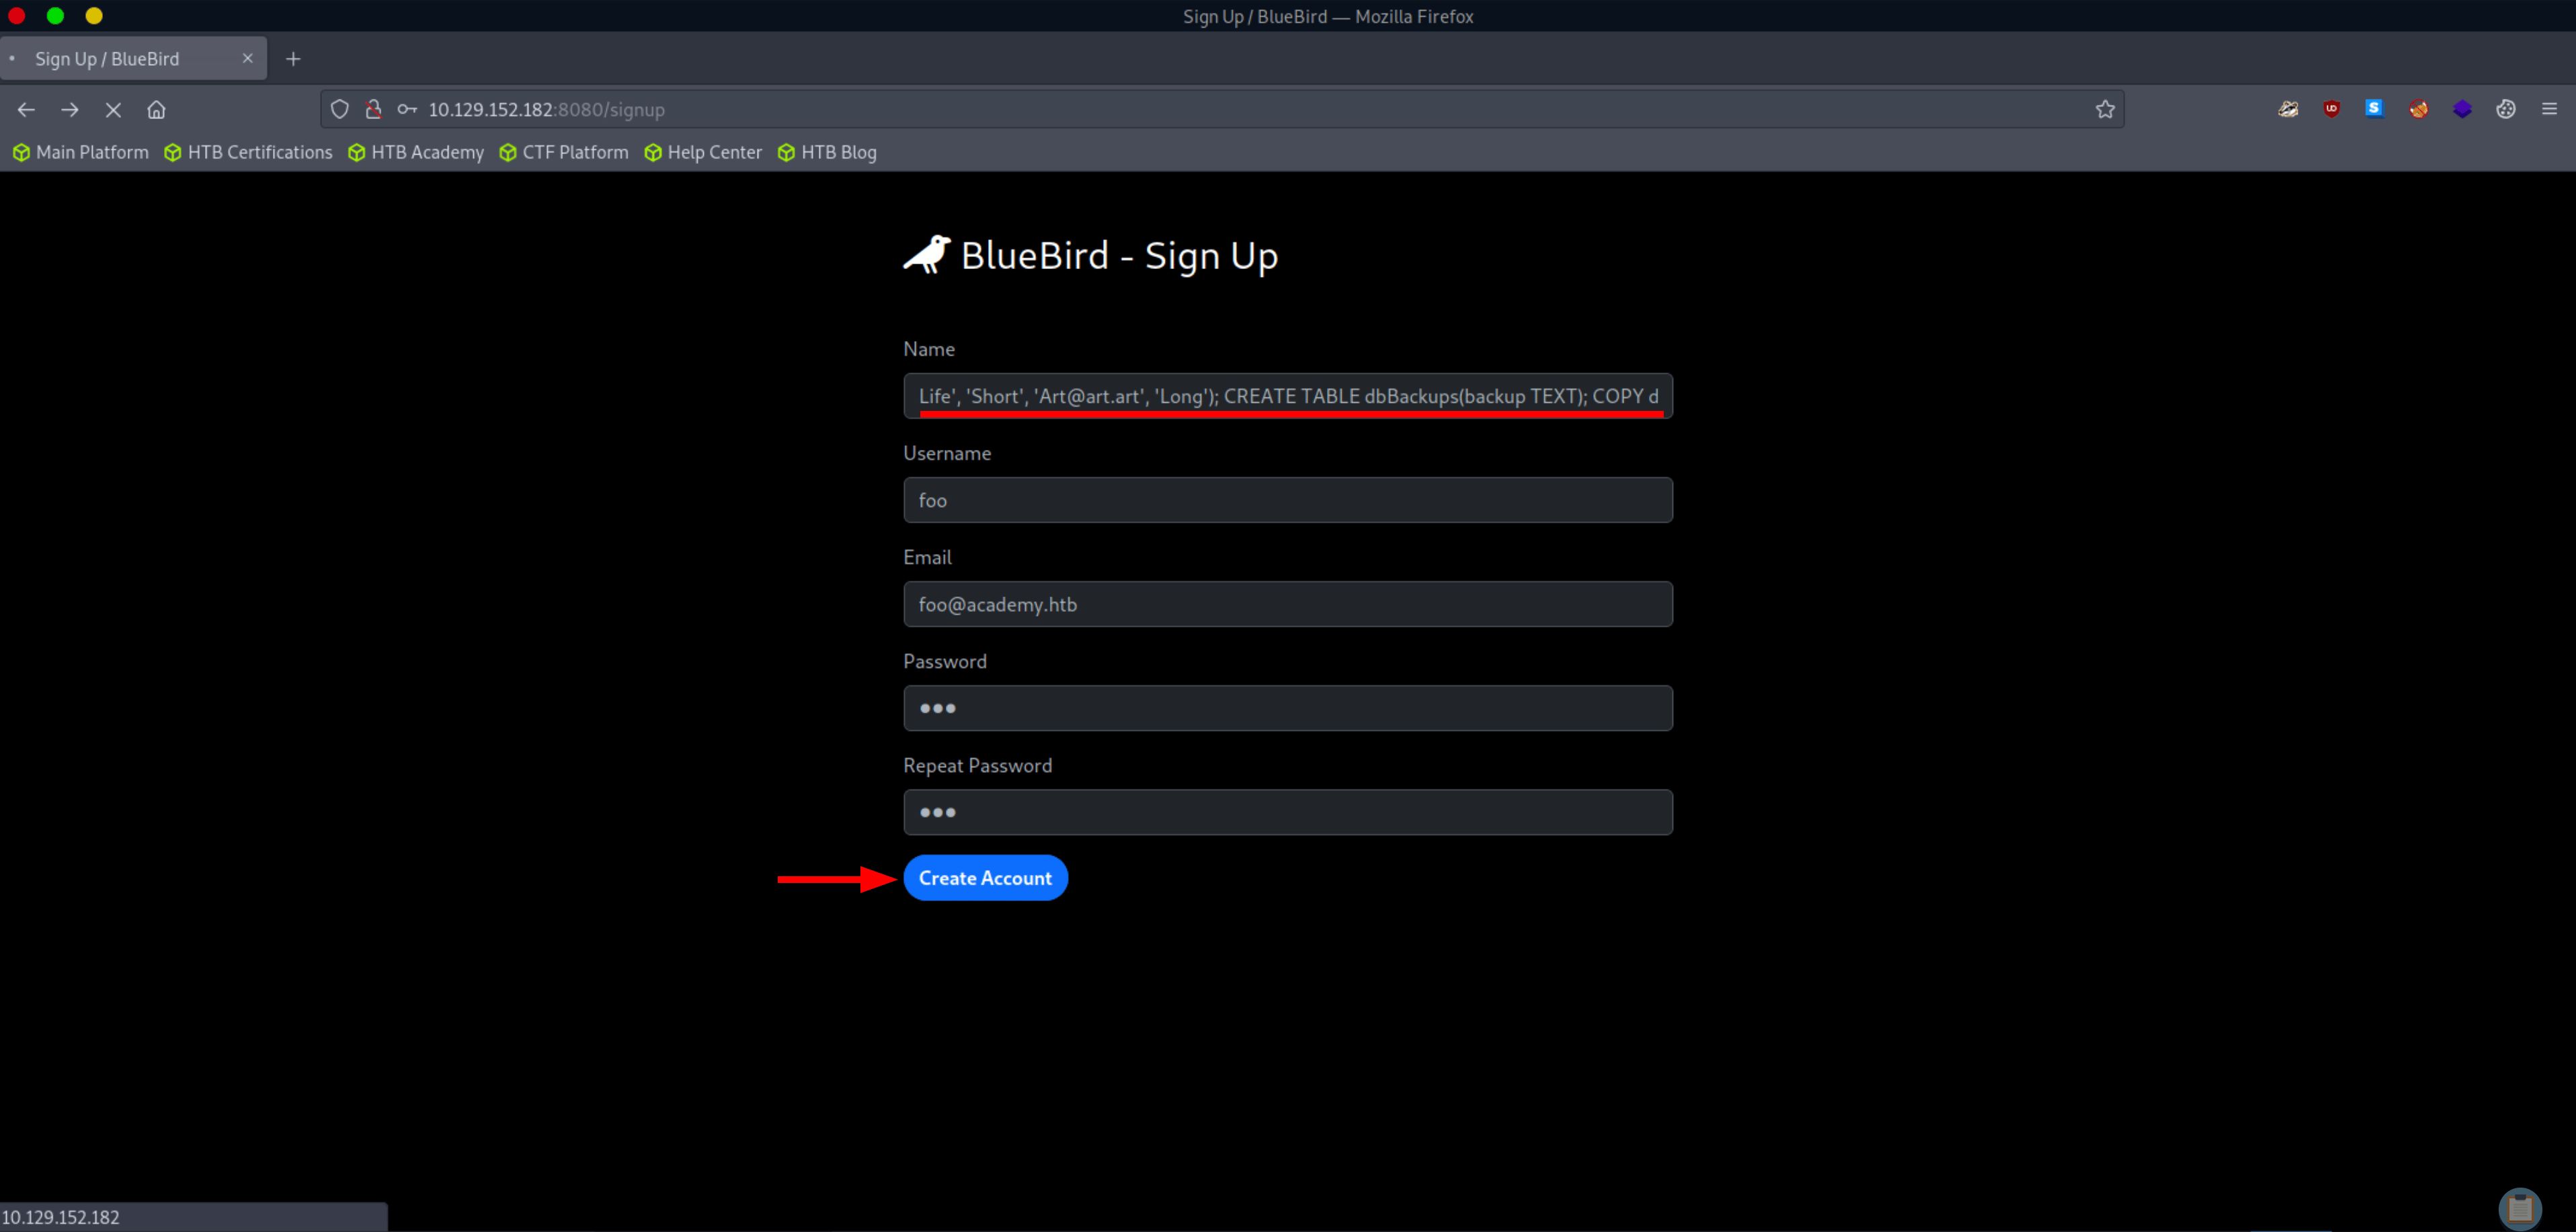 Sign Up / BlueBird — Mozilla Firefox
Sign Up / BlueBird
10.129.152.182:8080/signup
Main Platform HTB Certifications HTB Academy CTF Platform Help Center HTB Blog
BlueBird - Sign Up
Name
Life', 'Short', 'Art@art.art', 'Long'); CREATE TABLE dbBackups(backup TEXT); COPY d
Username
foo
Email
foo@academy.htb
Password
●●●
Repeat Password
●●●
Create Account
10.129.152.182